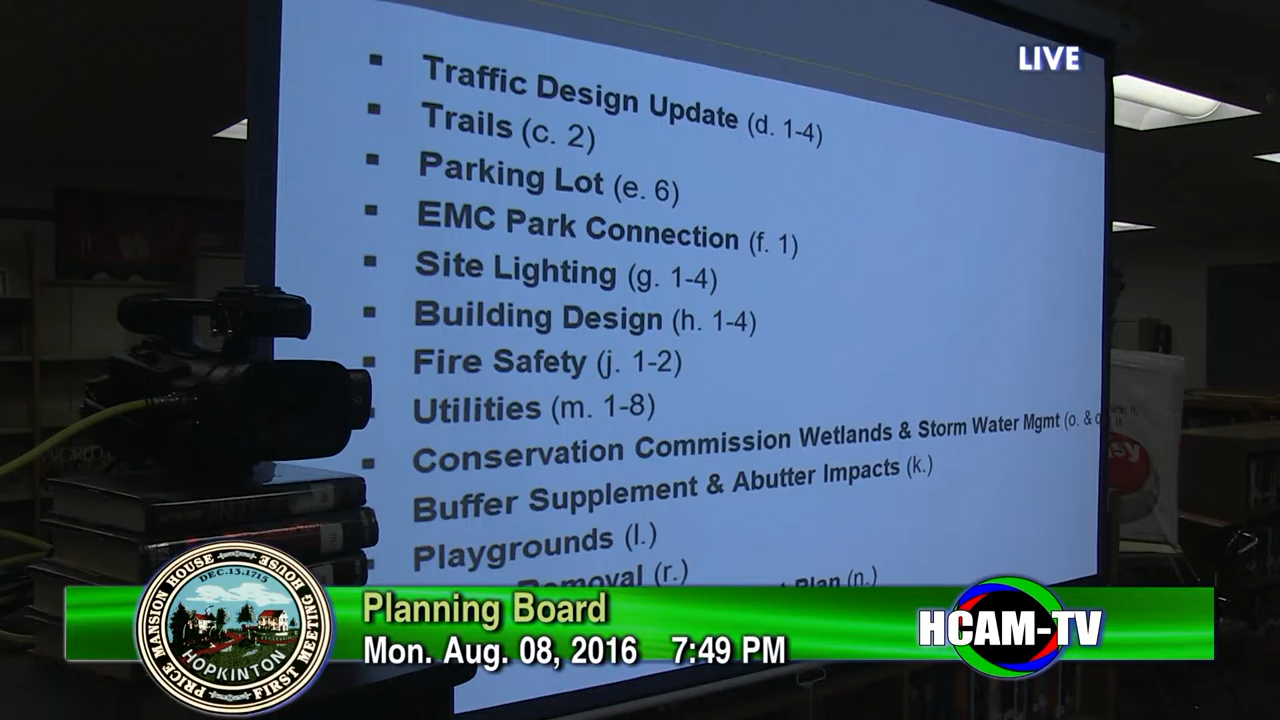 LIVE
Traffic Design Update (d. 1-4)
Trails (c. 2)
Parking Lot (e. 6)
EMC Park Connection (f. 1)
Site Lighting (g. 1-4)
Building Design (h. 1-4)
Fire Safety (j. 1-2)
Utilities (m. 1-8)
Conservation Commission Wetlands & Storm Water Mgmt (o. &
Buffer Supplement & Abutter Impacts (k.)
Playgrounds (l.)
Removal (r.)
Plan (n.)
Planning Board
Mon. Aug. 08, 2016 7:49 PM
HCAM-TV
PRICE MANSION HOUSE
FIRST MEETING HOUSE
DEC.13.1715
HOPKINTON